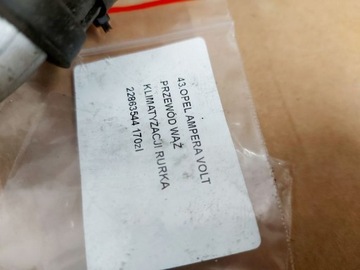 43.OPEL AMPERA VOLT
PRZEWÓD WĄŻ
KLIMATYZACJI RURKA
22863544 170zł